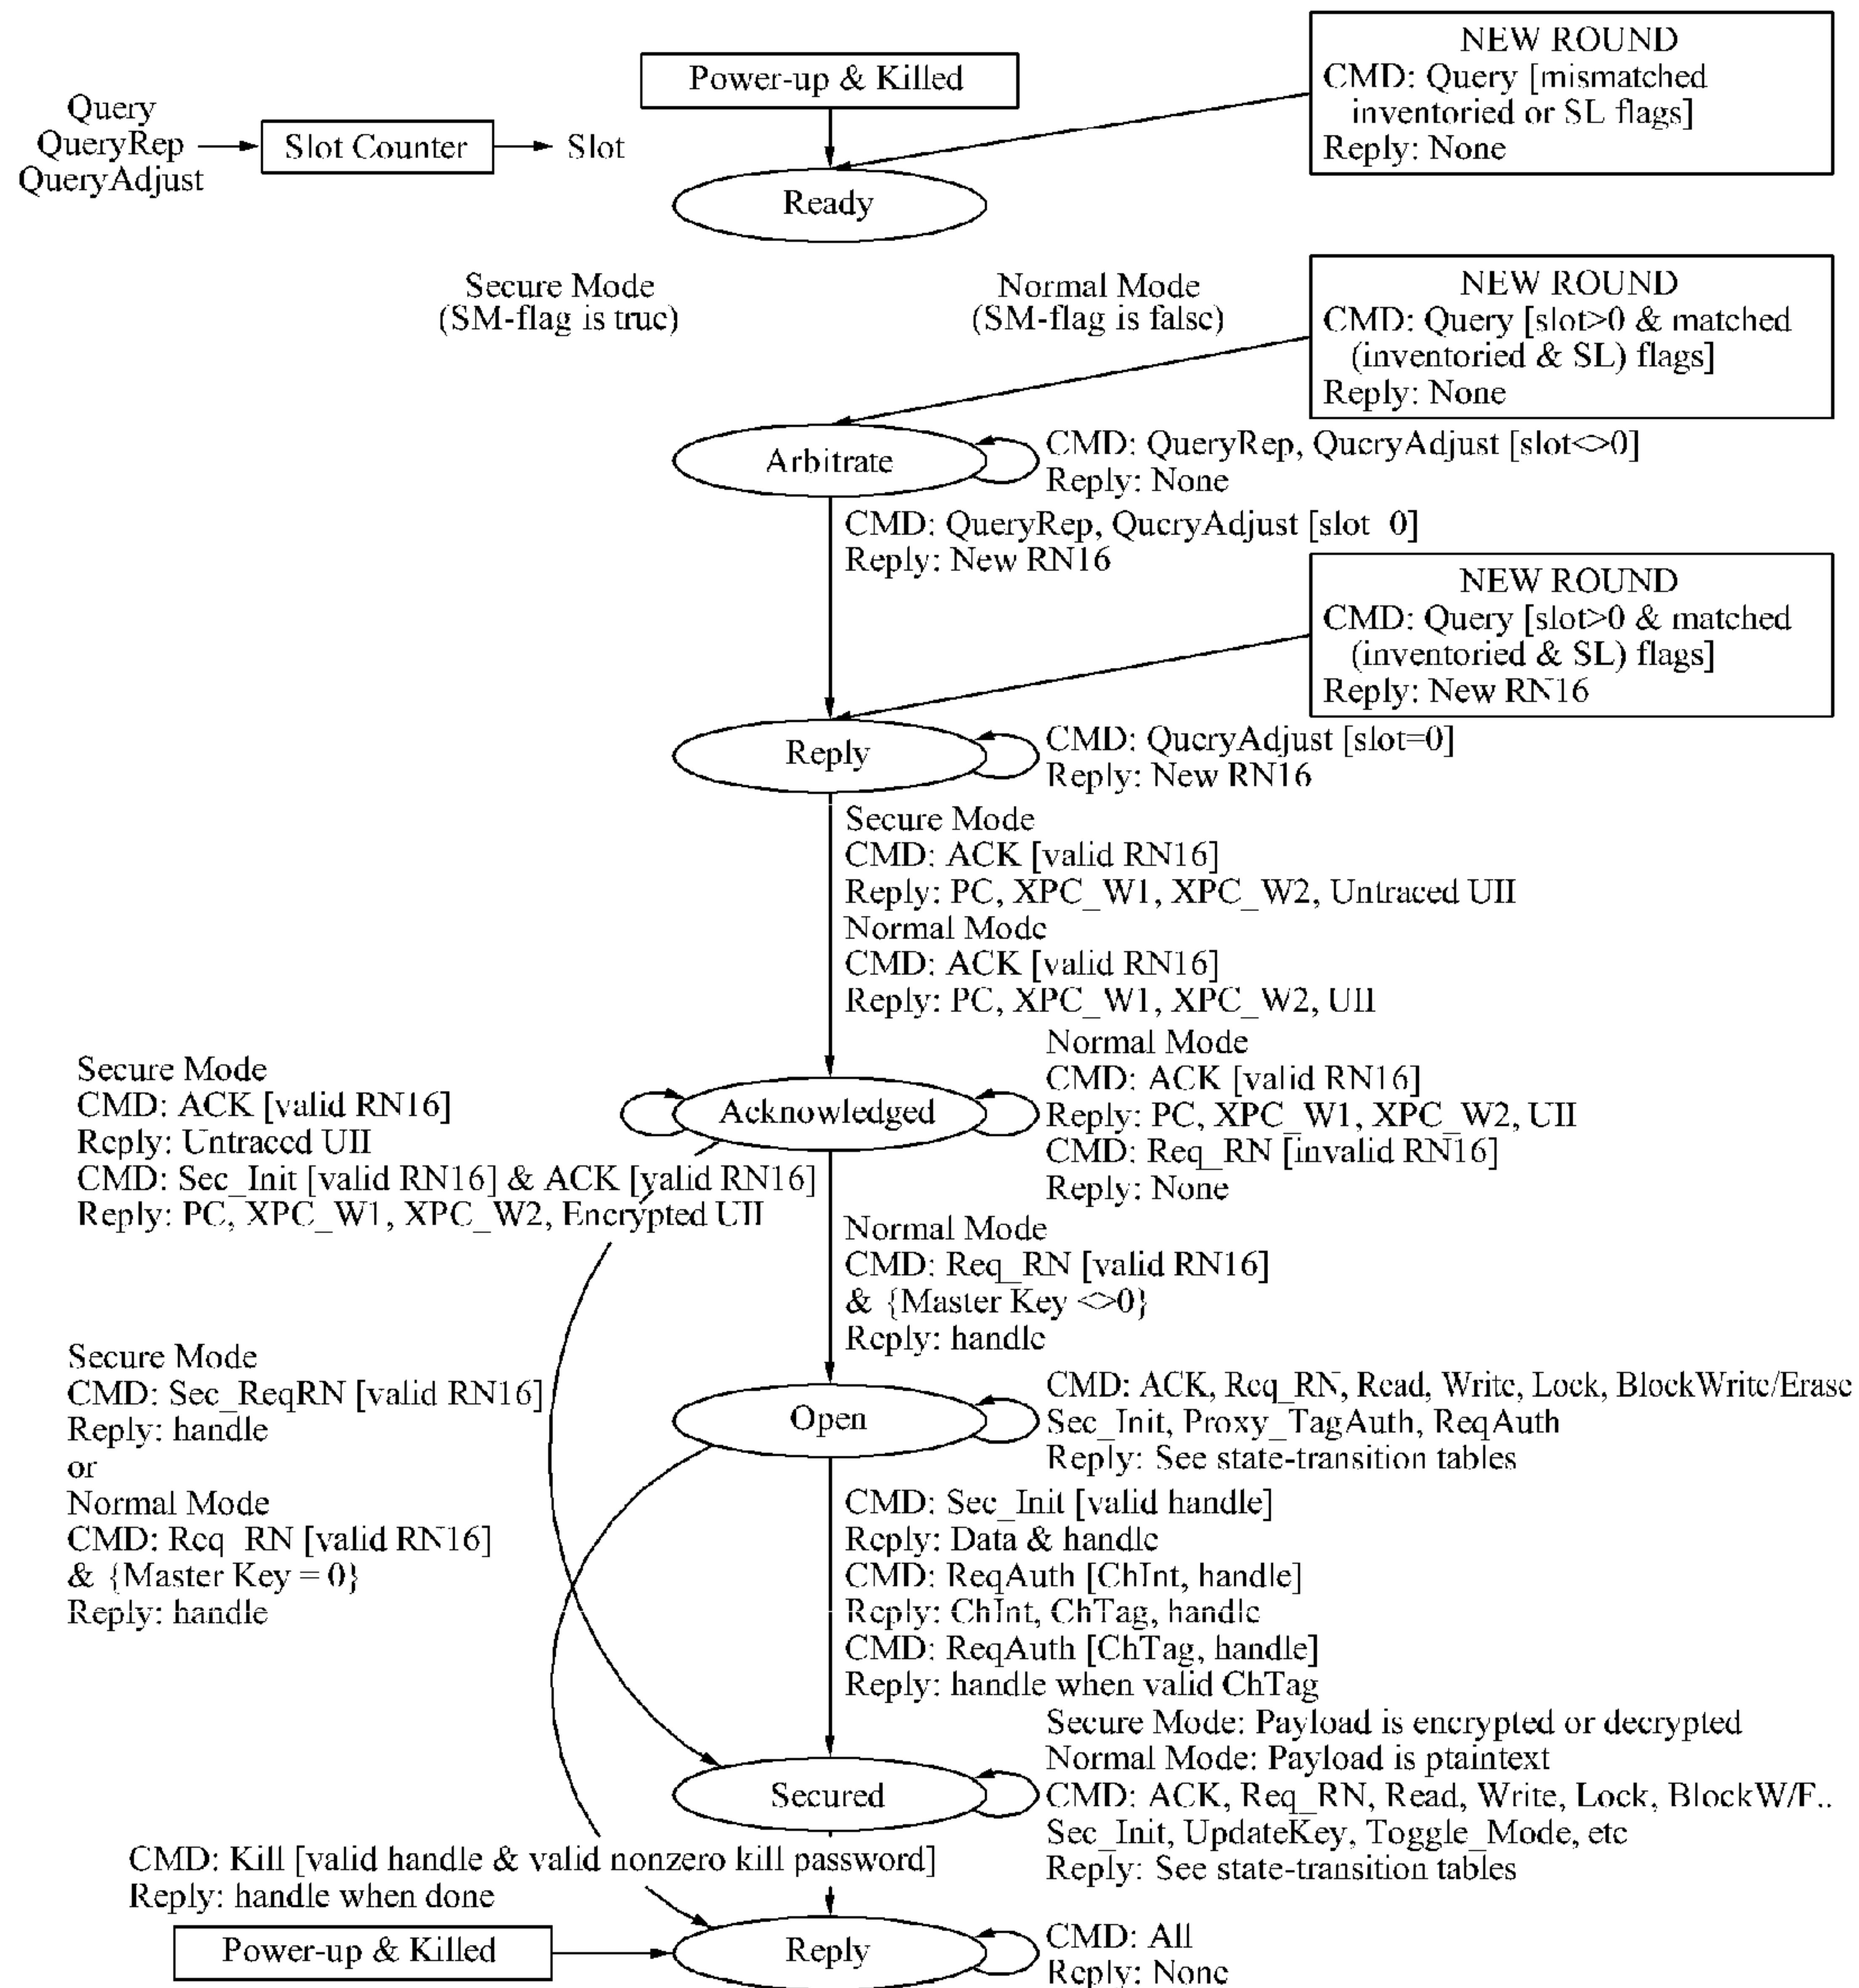 Query
QueryRep
QueryAdjust
Slot Counter
Slot
Power-up & Killed
NEW ROUND
CMD: Query [mismatched
inventoried or SL flags]
Reply: None
Ready
Secure Mode
(SM-flag is true)
Normal Mode
(SM-flag is false)
NEW ROUND
CMD: Query [slot>0 & matched
(inventoried & SL) flags]
Reply: None
Arbitrate
CMD: QueryRep, QueryAdjust [slot<>0]
Reply: None
CMD: QueryRep, QueryAdjust [slot 0]
Reply: New RN16
NEW ROUND
CMD: Query [slot>0 & matched
(inventoried & SL) flags]
Reply: New RN16
Reply
CMD: QueryAdjust [slot=0]
Reply: New RN16
Secure Mode
CMD: ACK [valid RN16]
Reply: PC, XPC_W1, XPC_W2, Untraced UII
Normal Mode
CMD: ACK [valid RN16]
Reply: PC, XPC_W1, XPC_W2, UII
Secure Mode
CMD: ACK [valid RN16]
Reply: Untraced UII
CMD: Sec_Init [valid RN16] & ACK [valid RN16]
Reply: PC, XPC_W1, XPC_W2, Encrypted UII
Acknowledged
Normal Mode
CMD: ACK [valid RN16]
Reply: PC, XPC_W1, XPC_W2, UII
CMD: Req_RN [invalid RN16]
Reply: None
Normal Mode
CMD: Req_RN [valid RN16]
& {Master Key <>0}
Reply: handle
Secure Mode
CMD: Sec_ReqRN [valid RN16]
Reply: handle
or
Normal Mode
CMD: Req_RN [valid RN16]
& {Master Key = 0}
Reply: handle
Open
CMD: ACK, Req_RN, Read, Write, Lock, BlockWrite/Erase
Sec_Init, Proxy_TagAuth, ReqAuth
Reply: See state-transition tables
CMD: Sec_Init [valid handle]
Reply: Data & handle
CMD: ReqAuth [ChInt, handle]
Reply: ChInt, ChTag, handle
CMD: ReqAuth [ChTag, handle]
Reply: handle when valid ChTag
Secured
Secure Mode: Payload is encrypted or decrypted
Normal Mode: Payload is ptaintext
CMD: ACK, Req_RN, Read, Write, Lock, BlockW/F..
Sec_Init, UpdateKey, Toggle_Mode, etc
Reply: See state-transition tables
CMD: Kill [valid handle & valid nonzero kill password]
Reply: handle when done
Power-up & Killed
Reply
CMD: All
Reply: None